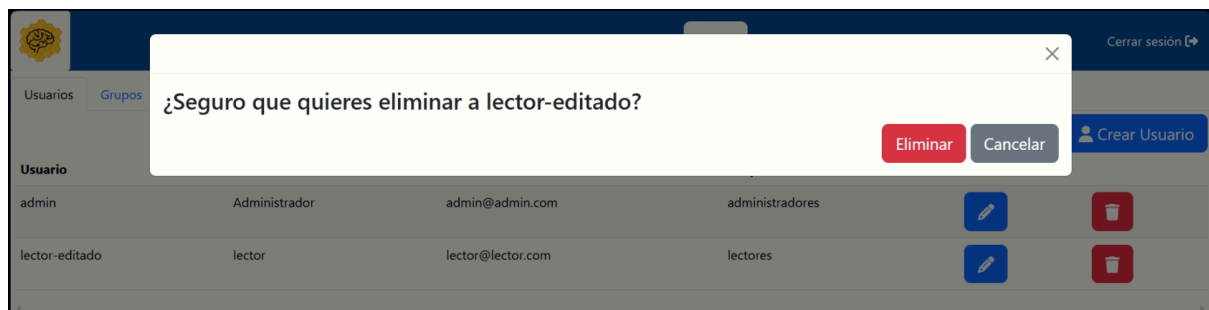 Cerrar sesión
Usuarios Grupos
¿Seguro que quieres eliminar a lector-editado?
Eliminar Cancelar
Crear Usuario
Usuario
admin Administrador admin@admin.com administradores
lector-editado lector lector@lector.com lectores